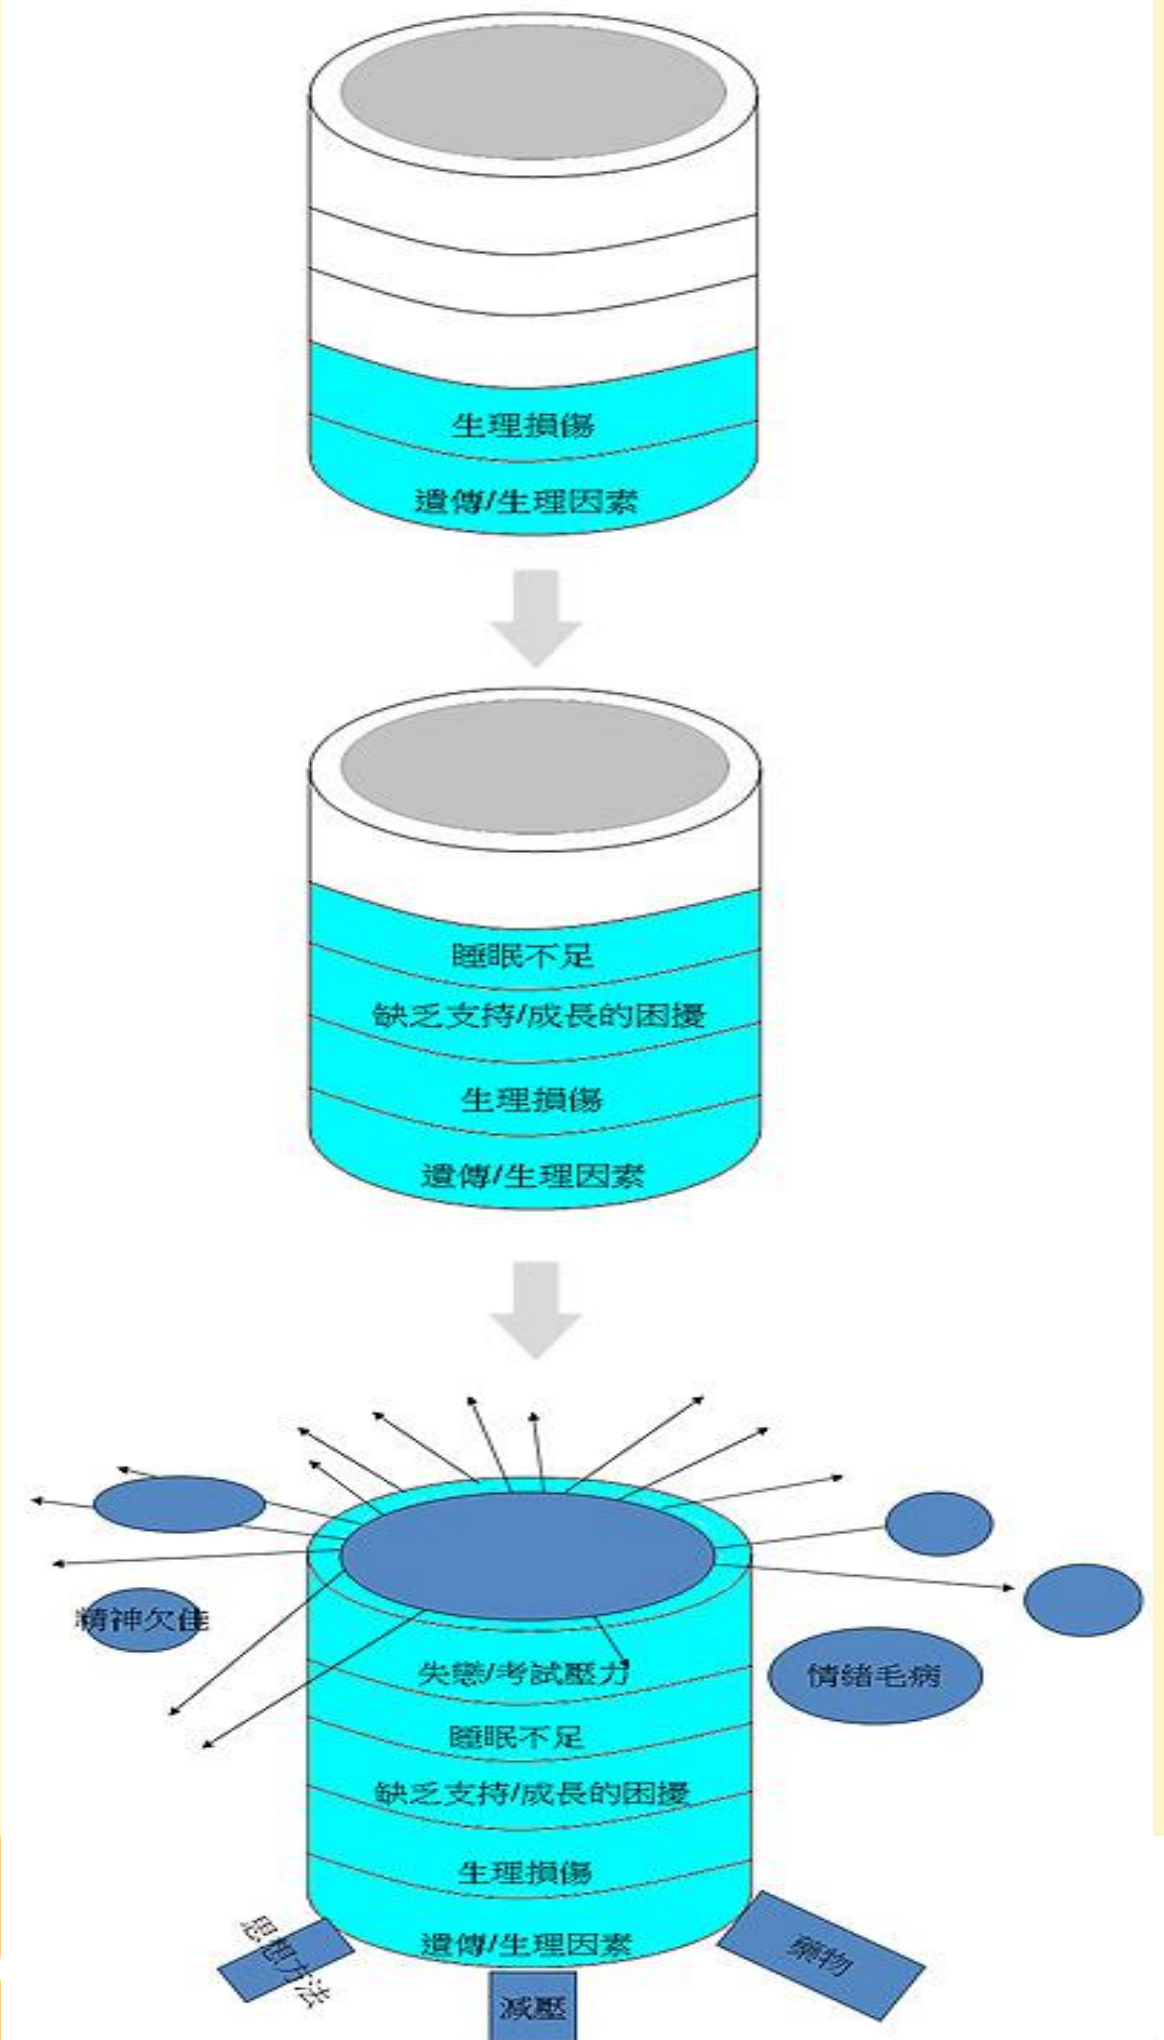 生理損傷
遺傳/生理因素
睡眠不足
缺乏支持/成長的困擾
生理損傷
遺傳/生理因素
精神欠佳
失戀/考試壓力
情緒毛病
睡眠不足
缺乏支持/成長的困擾
生理損傷
遺傳/生理因素
思想方法
減壓
藥物